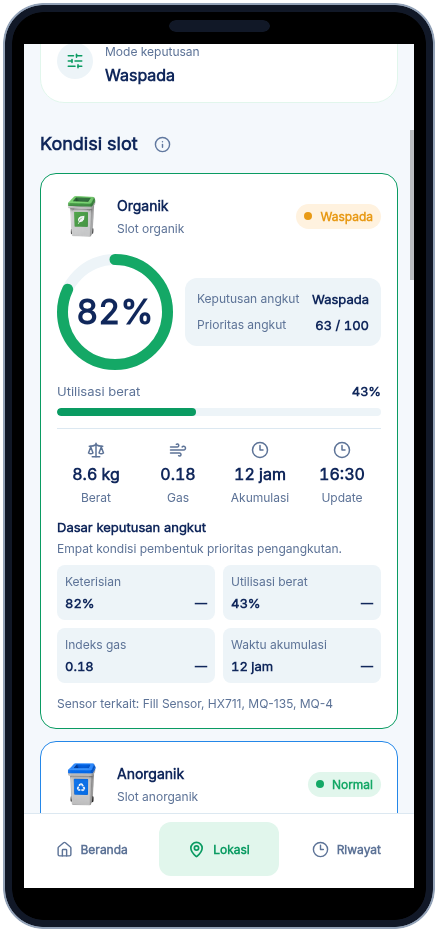 Mode keputusan
Waspada
Kondisi slot
Organik
Slot organik
Waspada
82%
Keputusan angkut Waspada
Prioritas angkut 63 / 100
Utilisasi berat 43%
8.6 kg 0.18 12 jam 16:30
Berat Gas Akumulasi Update
Dasar keputusan angkut
Empat kondisi pembentuk prioritas pengangkutan.
Keterisian Utilisasi berat
82% — 43% —
Indeks gas Waktu akumulasi
0.18 — 12 jam —
Sensor terkait: Fill Sensor, HX711, MQ-135, MQ-4
Anorganik
Slot anorganik
Normal
Beranda Lokasi Riwayat